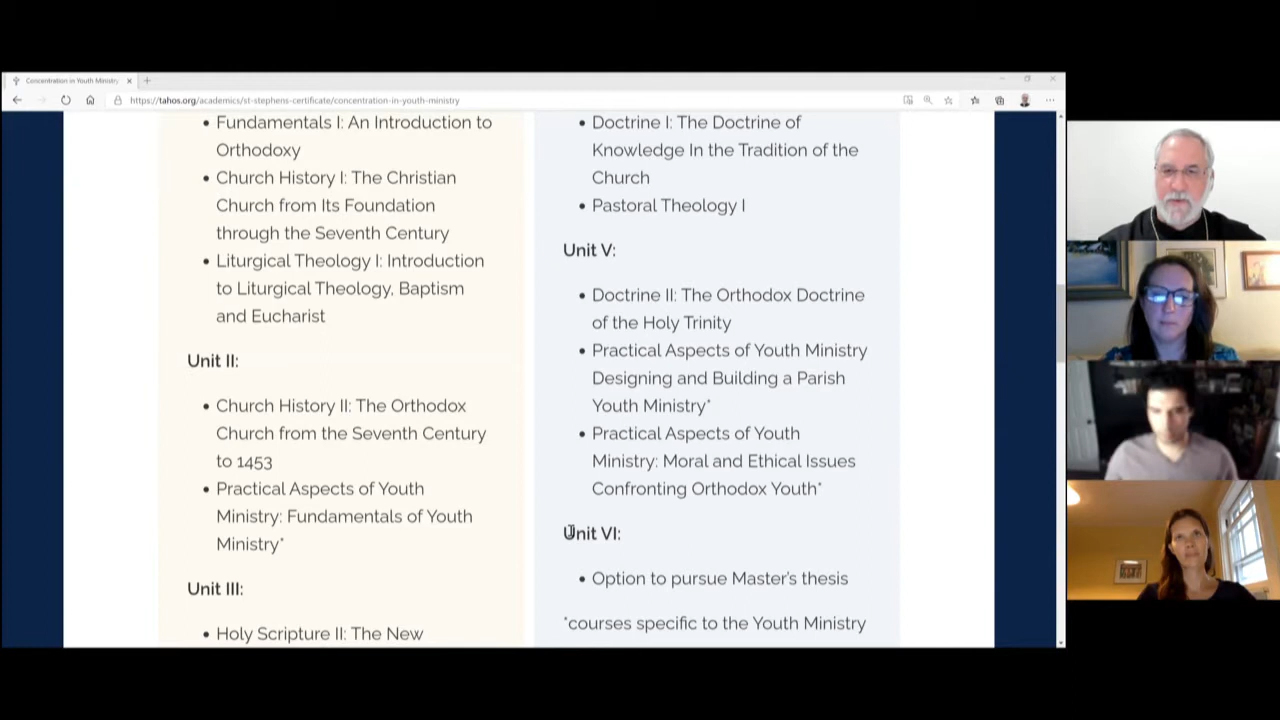 Concentration in Youth Ministry
https://tahos.org/academics/st-stephens-certificate/concentration-in-youth-ministry
Fundamentals I: An Introduction to
Orthodoxy
Church History I: The Christian
Church from Its Foundation
through the Seventh Century
Liturgical Theology I: Introduction
to Liturgical Theology, Baptism
and Eucharist
Unit II:
Church History II: The Orthodox
Church from the Seventh Century
to 1453
Practical Aspects of Youth
Ministry: Fundamentals of Youth
Ministry*
Unit III:
Holy Scripture II: The New
Doctrine I: The Doctrine of
Knowledge In the Tradition of the
Church
Pastoral Theology I
Unit V:
Doctrine II: The Orthodox Doctrine
of the Holy Trinity
Practical Aspects of Youth Ministry
Designing and Building a Parish
Youth Ministry*
Practical Aspects of Youth
Ministry: Moral and Ethical Issues
Confronting Orthodox Youth*
Unit VI:
Option to pursue Master's thesis
*courses specific to the Youth Ministry